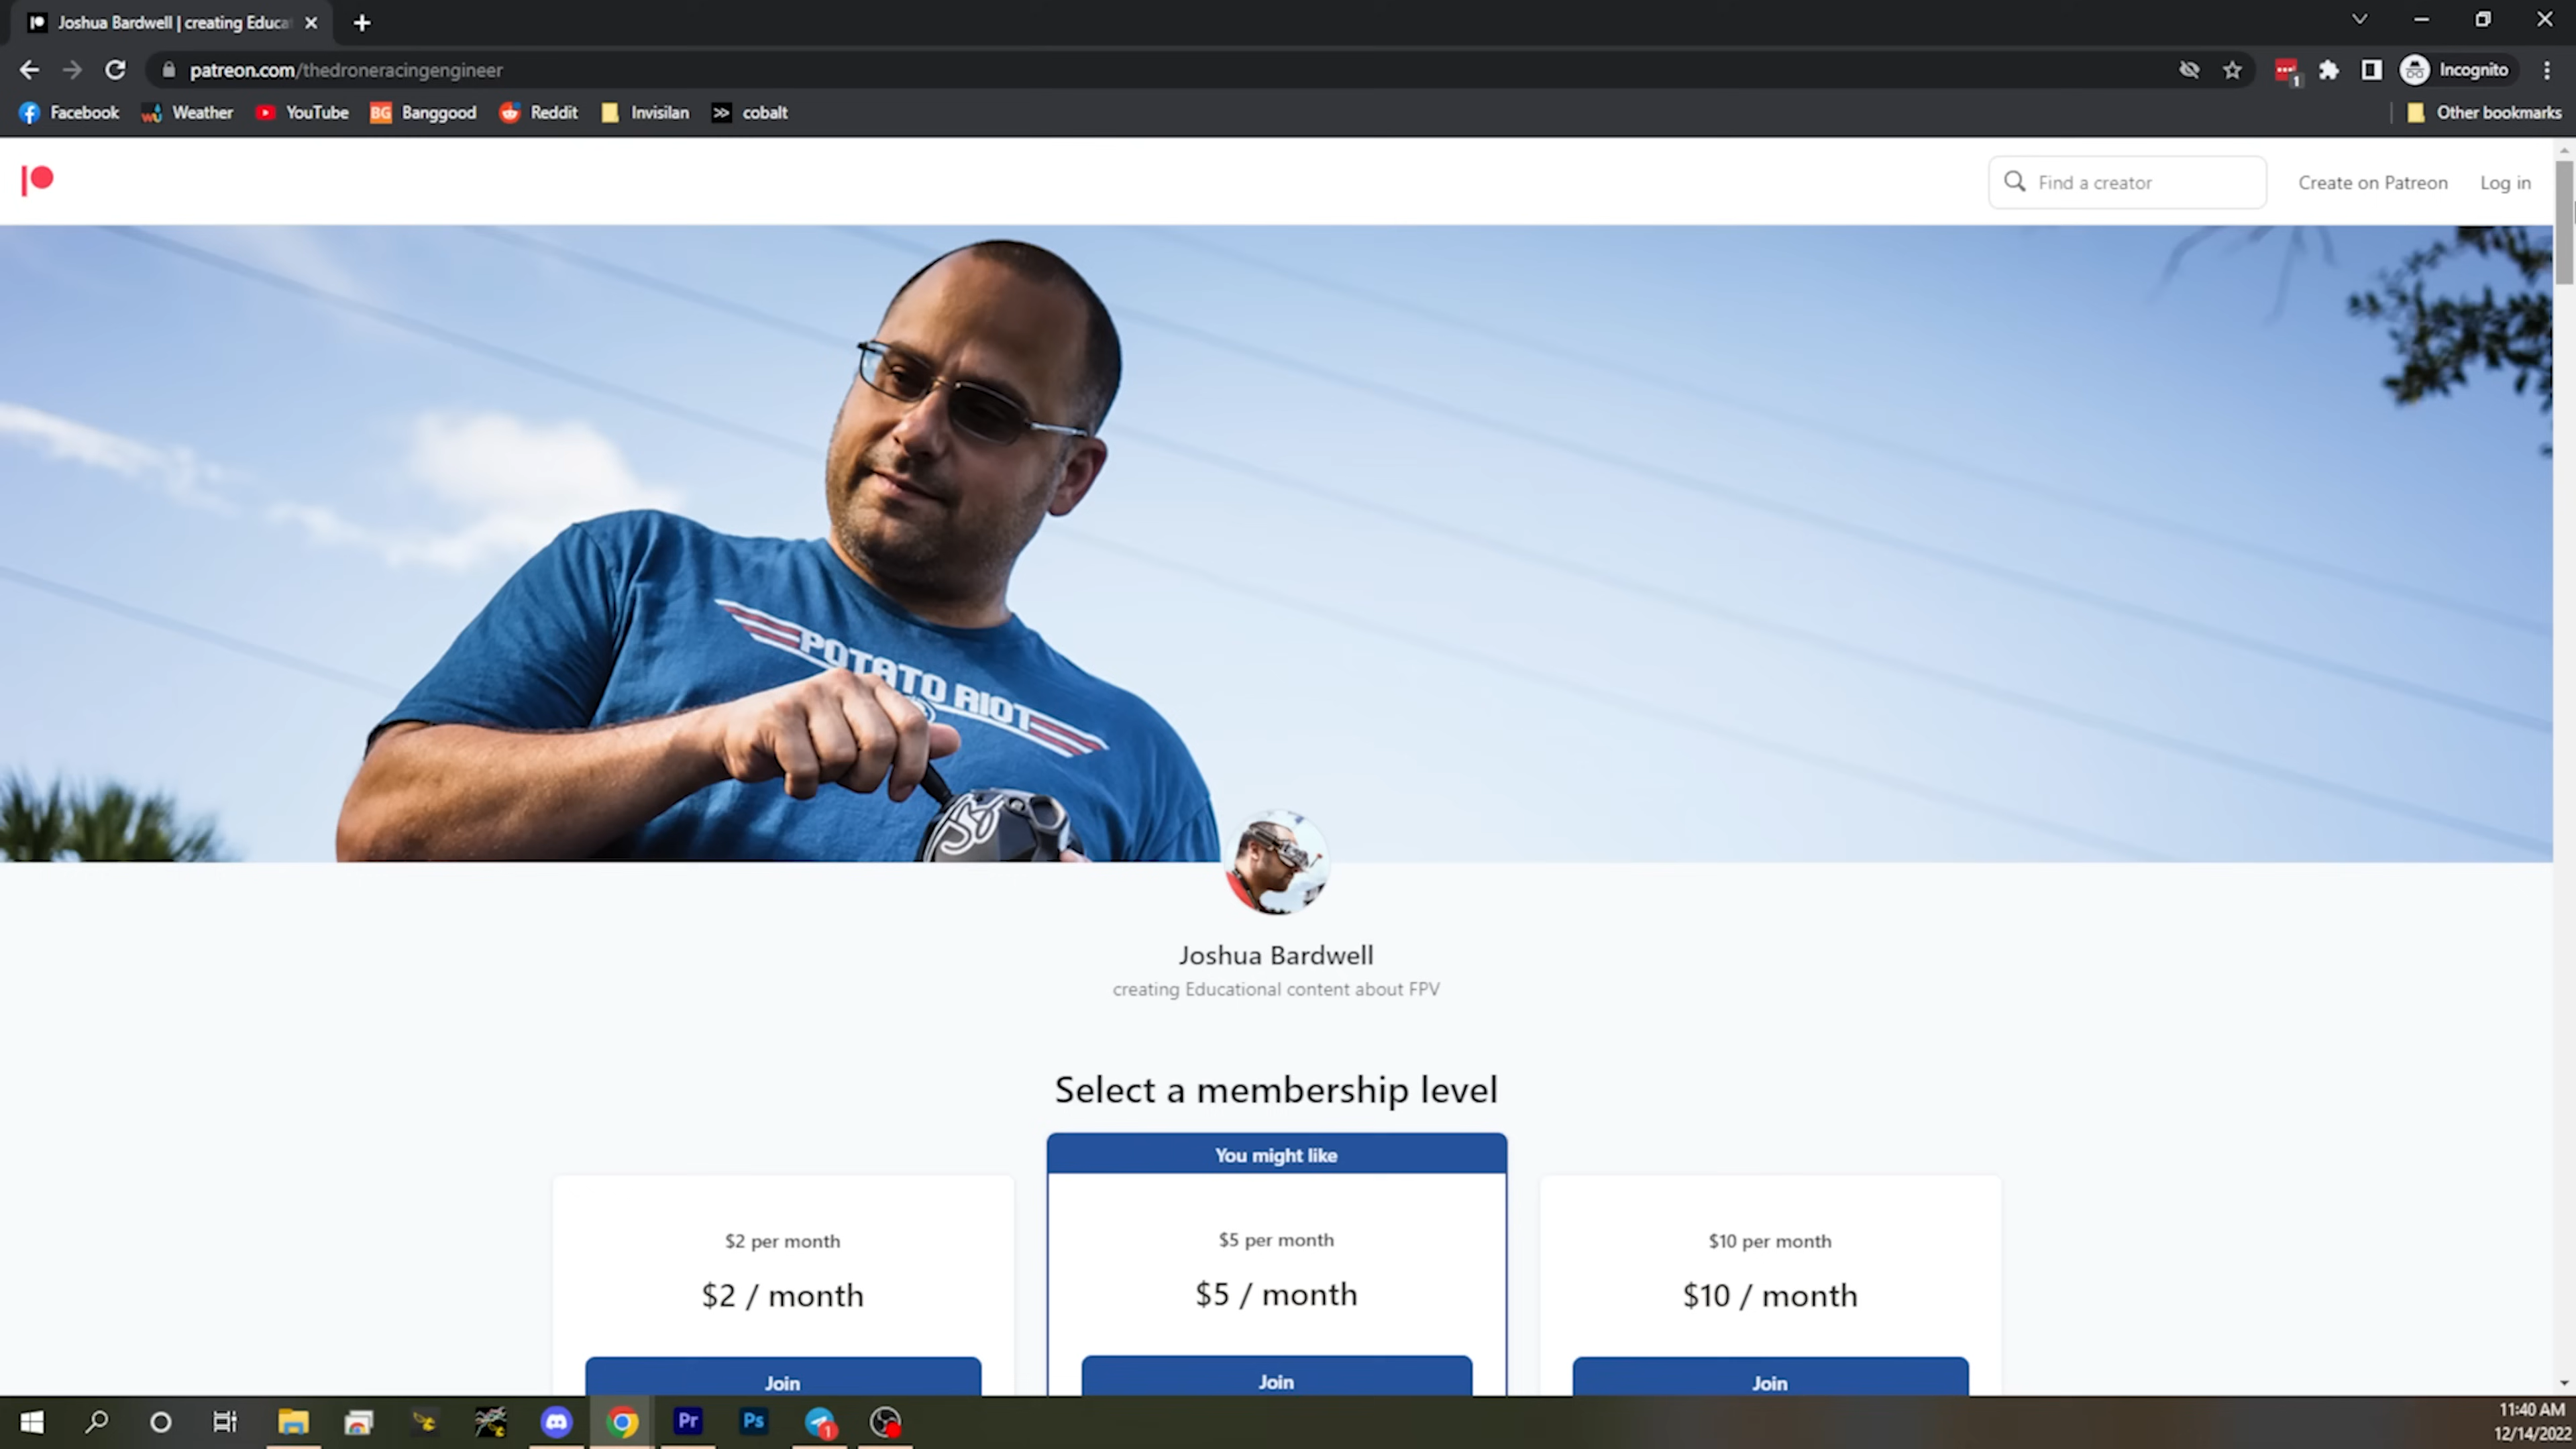 Joshua Bardwell | creating Educa
patreon.com/thedroneracingengineer
1
Incognito
Facebook
Weather
YouTube
BG Banggood
Reddit
Invisilan
cobalt
Other bookmarks
Find a creator
Create on Patreon
Log in
POTATO RIOT
Joshua Bardwell
creating Educational content about FPV
Select a membership level
You might like
$2 per month
$2 / month
Join
$5 per month
$5 / month
Join
$10 per month
$10 / month
Join
Pr
Ps
1
11:40 AM
12/14/2022